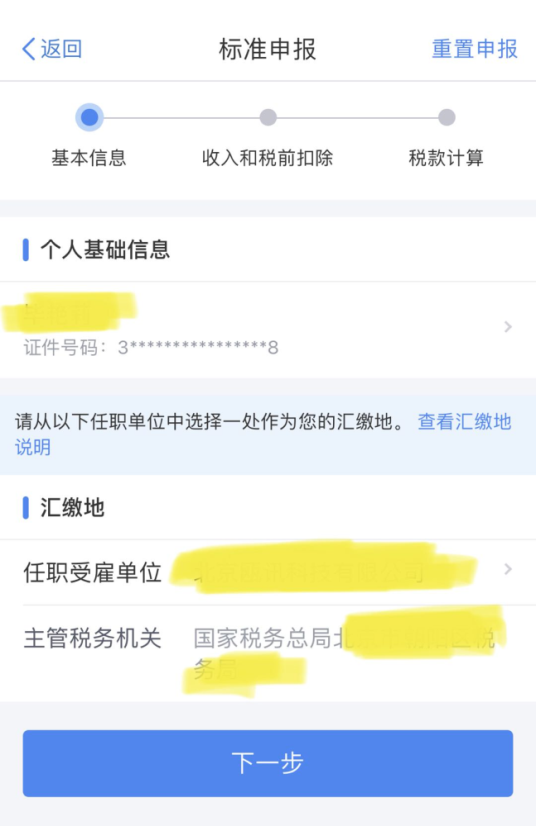 返回
标准申报
重置申报
基本信息
收入和税前扣除
税款计算
个人基础信息
证件号码：3****************8
请从以下任职单位中选择一处作为您的汇缴地。 查看汇缴地
说明
汇缴地
任职受雇单位
主管税务机关
国家税务总局北
税
务局
下一步